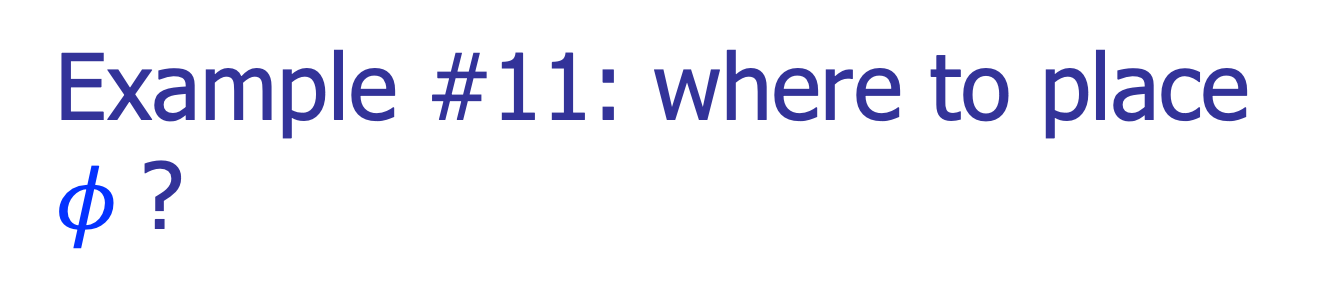 Example #11: where to place
ϕ ?